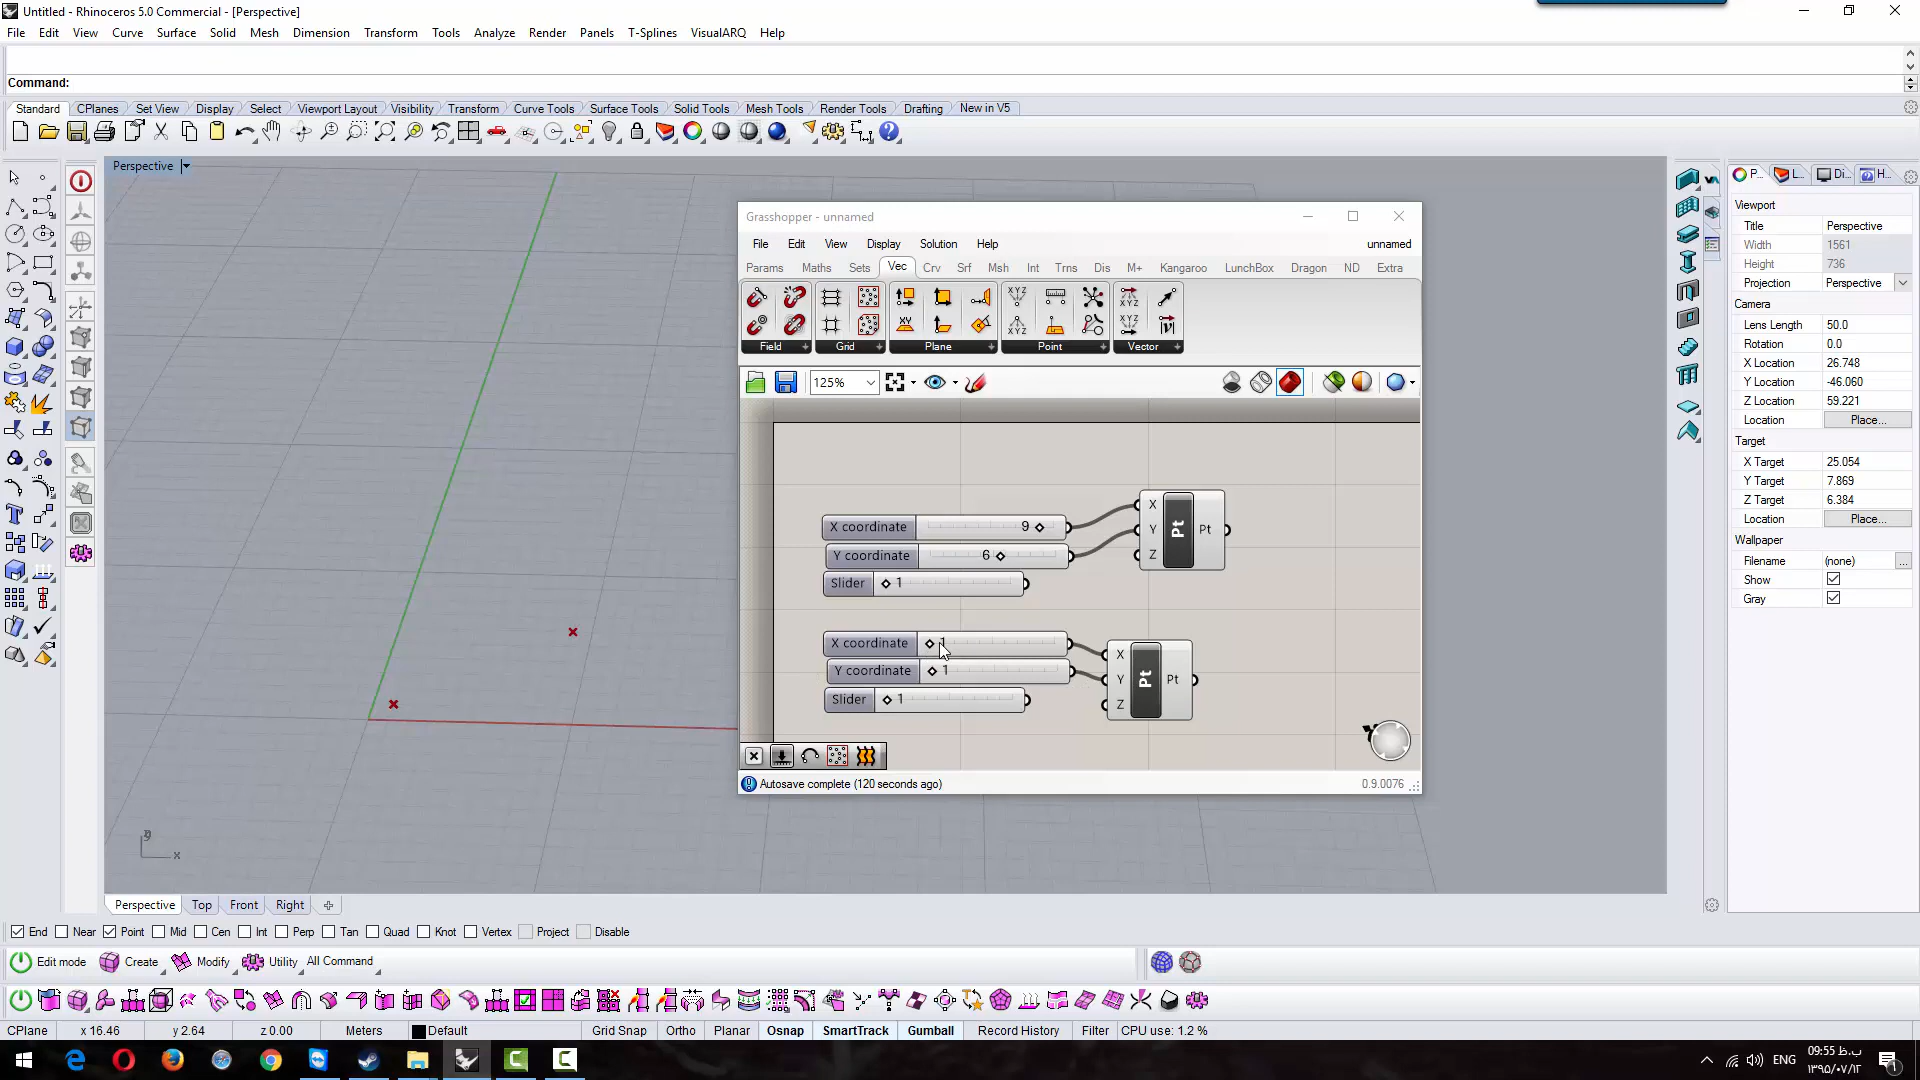 Untitled - Rhinoceros 5.0 Commercial - [Perspective]
File Edit View Curve Surface Solid Mesh Dimension Transform Tools Analyze Render Panels T-Splines VisualARQ Help
Command:
Standard CPlanes Set View Display Select Viewport Layout Visibility Transform Curve Tools Surface Tools Solid Tools Mesh Tools Render Tools Drafting New in V5
Perspective
P... L... Di... H...
Viewport
Title Perspective
Width 1561
Height 736
Projection Perspective
Camera
Lens Length 50.0
Rotation 0.0
X Location 26.748
Y Location -46.060
Z Location 59.221
Location Place...
Target
X Target 25.054
Y Target 7.869
Z Target 6.384
Location Place...
Wallpaper
Filename (none) ...
Show
Gray
Grasshopper - unnamed
File Edit View Display Solution Help unnamed
Params Maths Sets Vec Crv Srf Msh Int Trns Dis M+ Kangaroo LunchBox Dragon ND Extra
Field Grid Plane Point Vector
125%
X coordinate 9
Y coordinate 6
Slider 1
X Y Z Pt Pt
X coordinate 1
Y coordinate 1
Slider 1
X Y Z Pt Pt
Autosave complete (120 seconds ago) 0.9.0076
x
Perspective Top Front Right
End Near Point Mid Cen Int Perp Tan Quad Knot Vertex Project Disable
Edit mode Create Modify Utility All Command
CPlane x 16.46 y 2.64 z 0.00 Meters Default Grid Snap Ortho Planar Osnap SmartTrack Gumball Record History Filter CPU use: 1.2 %
ENG
09:55 ب.ظ
۱۳۹۵/۰۷/۱۲